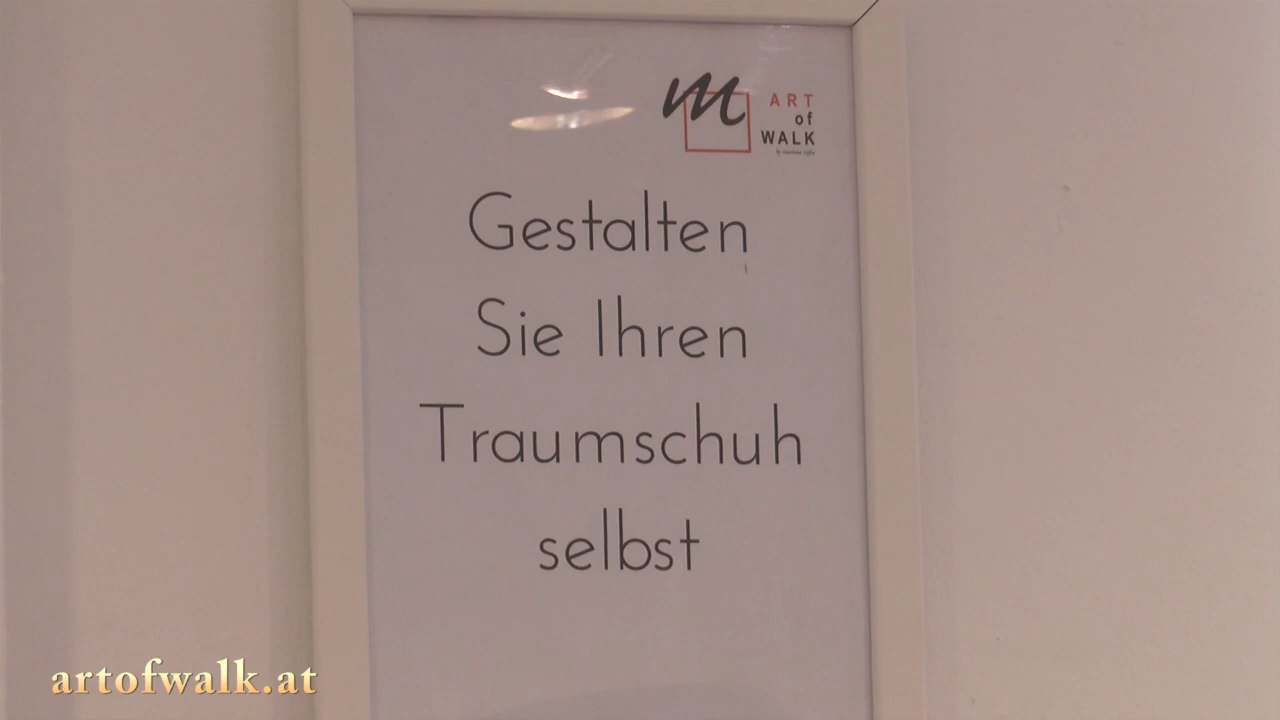 m
ART
of
WALK
Gestalten
Sie Ihren
Traumschuh
selbst
artofwalk.at